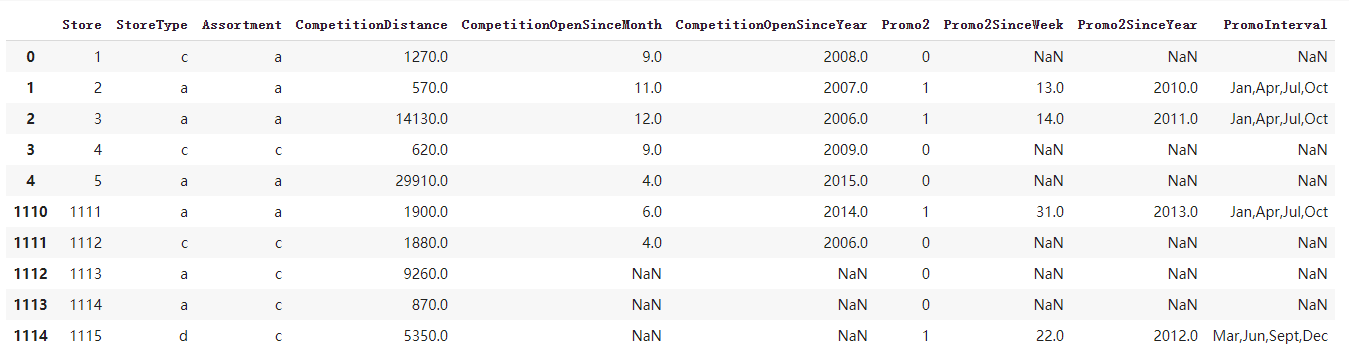 Store StoreType Assortment CompetitionDistance CompetitionOpenSinceMonth CompetitionOpenSinceYear Promo2 Promo2SinceWeek Promo2SinceYear PromoInterval
0 1 c a 1270.0 9.0 2008.0 0 NaN NaN NaN
1 2 a a 570.0 11.0 2007.0 1 13.0 2010.0 Jan,Apr,Jul,Oct
2 3 a a 14130.0 12.0 2006.0 1 14.0 2011.0 Jan,Apr,Jul,Oct
3 4 c c 620.0 9.0 2009.0 0 NaN NaN NaN
4 5 a a 29910.0 4.0 2015.0 0 NaN NaN NaN
1110 1111 a a 1900.0 6.0 2014.0 1 31.0 2013.0 Jan,Apr,Jul,Oct
1111 1112 c c 1880.0 4.0 2006.0 0 NaN NaN NaN
1112 1113 a c 9260.0 NaN NaN 0 NaN NaN NaN
1113 1114 a c 870.0 NaN NaN 0 NaN NaN NaN
1114 1115 d c 5350.0 NaN NaN 1 22.0 2012.0 Mar,Jun,Sept,Dec